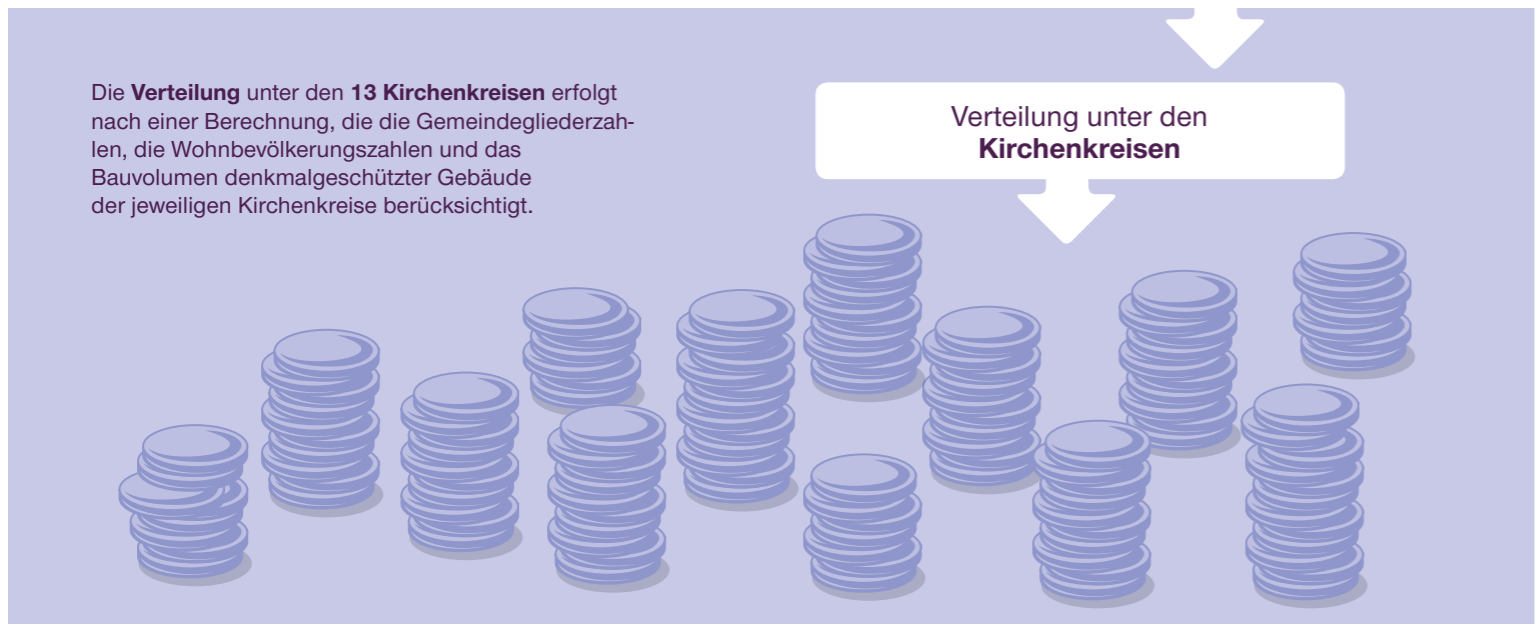 Die Verteilung unter den 13 Kirchenkreisen erfolgt
nach einer Berechnung, die die Gemeindegliederzah-
len, die Wohnbevölkerungszahlen und das
Bauvolumen denkmalgeschützter Gebäude
der jeweiligen Kirchenkreise berücksichtigt.
Verteilung unter den
Kirchenkreisen